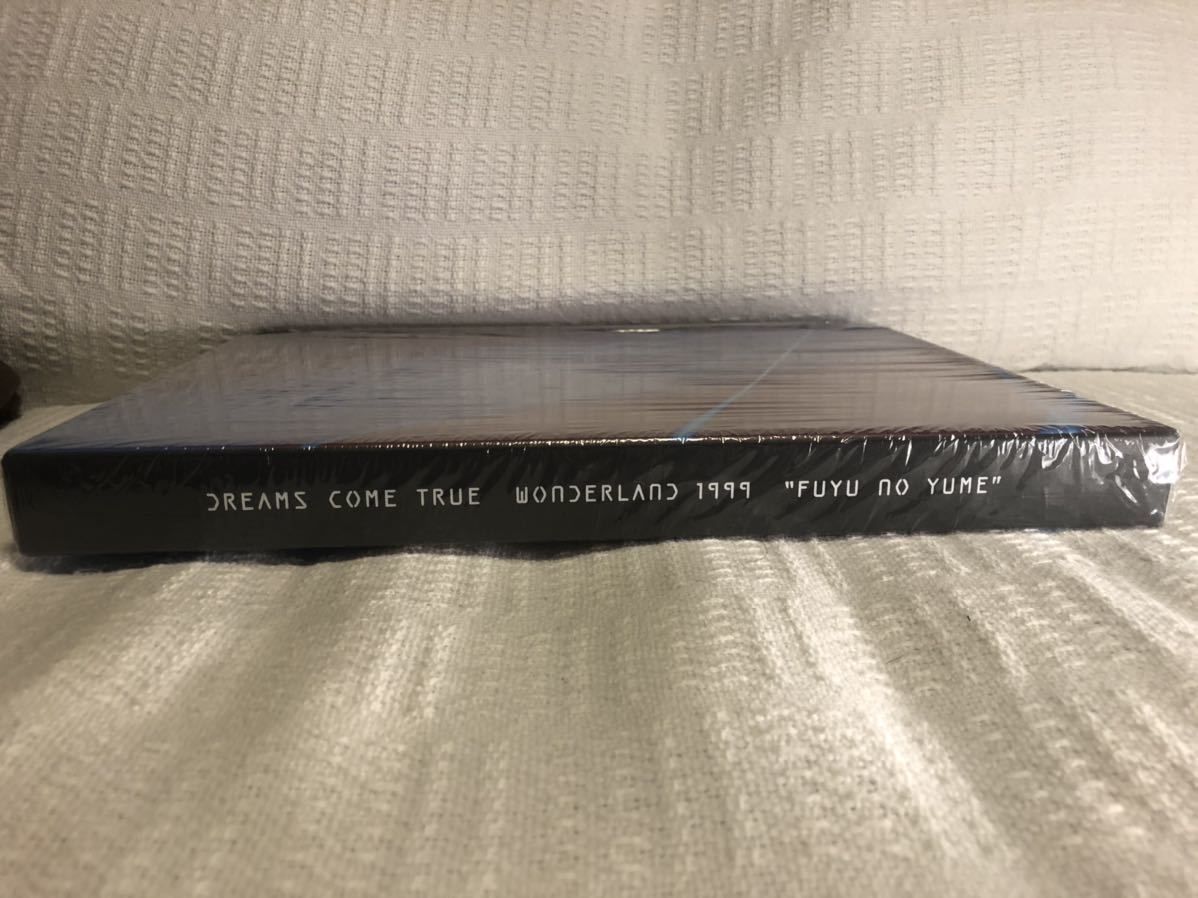 DREAMS COME TRUE WONDERLAND 1999 "FUYU NO YUME"